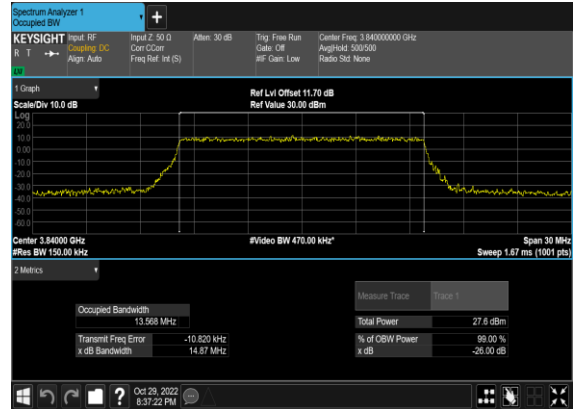 Spectrum Analyzer 1
Occupied BW
+
KEYSIGHT
R T
LXI
Input: RF
Coupling: DC
Align: Auto
Input Z: 50 Ω
Corr CCorr
Freq Ref: Int (S)
Atten: 30 dB
Trig: Free Run
Gate: Off
#IF Gain: Low
Center Freq: 3.840000000 GHz
Avg|Hold: 500/500
Radio Std: None
1 Graph
Scale/Div 10.0 dB
Ref Lvl Offset 11.70 dB
Ref Value 30.00 dBm
Log
20.0
10.0
0.00
-10.0
-20.0
-30.0
-40.0
-50.0
-60.0
Center 3.84000 GHz
#Res BW 150.00 kHz
#Video BW 470.00 kHz*
Span 30 MHz
Sweep 1.67 ms (1001 pts)
2 Metrics
Measure Trace Trace 1
Occupied Bandwidth
13.568 MHz
Total Power 27.6 dBm
Transmit Freq Error -10.820 kHz
% of OBW Power 99.00 %
x dB Bandwidth 14.87 MHz
x dB -26.00 dB
?
Oct 29, 2022
8:37:22 PM